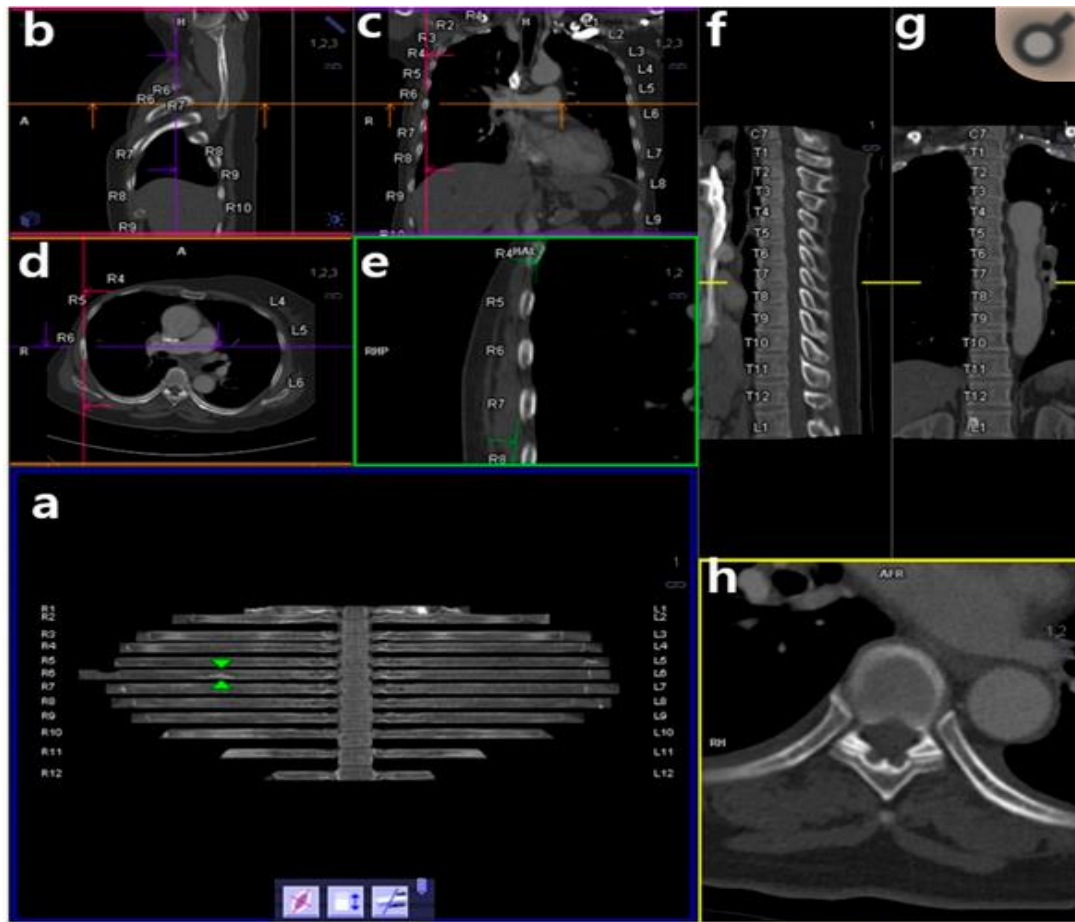 b
H
1,2,3
R6
R6
R7
A
R7
R8
R8
R9
R10
R9
c
R2
R4
H
L1
L2
1,2,3
R3
R4
L3
R5
L4
R6
L5
R
L6
R7
L7
R8
L8
R9
L9
R10
d
A
1,2,3
R4
L4
R5
L5
R6
R
L6
e
R4
1,2
R5
R6
RHP
R7
R8
f
1
C7
T1
T2
T3
T4
T5
T6
T7
T8
T9
T10
T11
T12
L1
g
C7
T1
T2
T3
T4
T5
T6
T7
T8
T9
T10
T11
T12
L1
a
1
R1 L1
R2 L2
R3 L3
R4 L4
R5 L5
R6 L6
R7 L7
R8 L8
R9 L9
R10 L10
R11 L11
R12 L12
h
1,2
RH